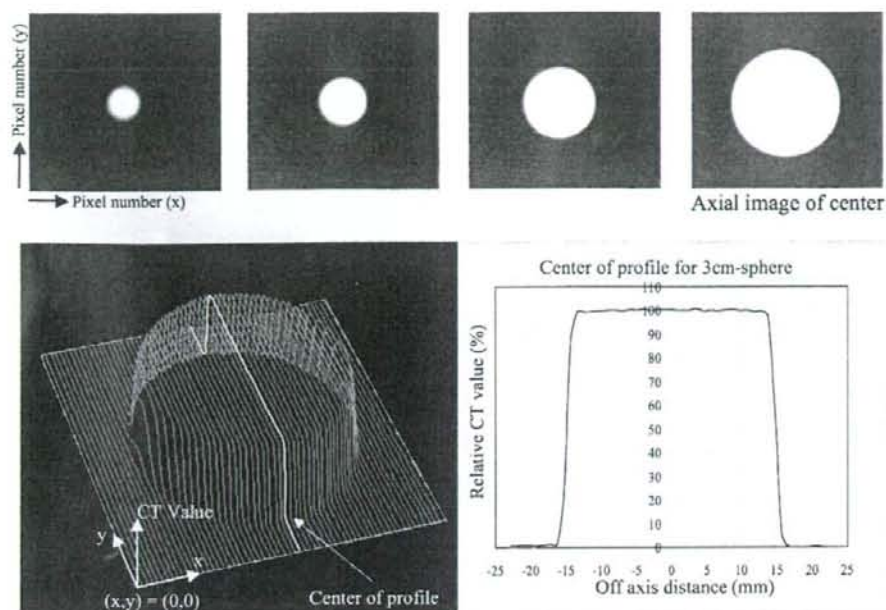 Pixel number (y)
Pixel number (x)
Axial image of center
CT Value
y
x
(x,y) = (0,0)
Center of profile
Center of profile for 3cm-sphere
Relative CT value (%)
110
100
90
80
70
60
50
40
30
20
10
0
-25 -20 -15 -10 -5 0 5 10 15 20 25
Off axis distance (mm)